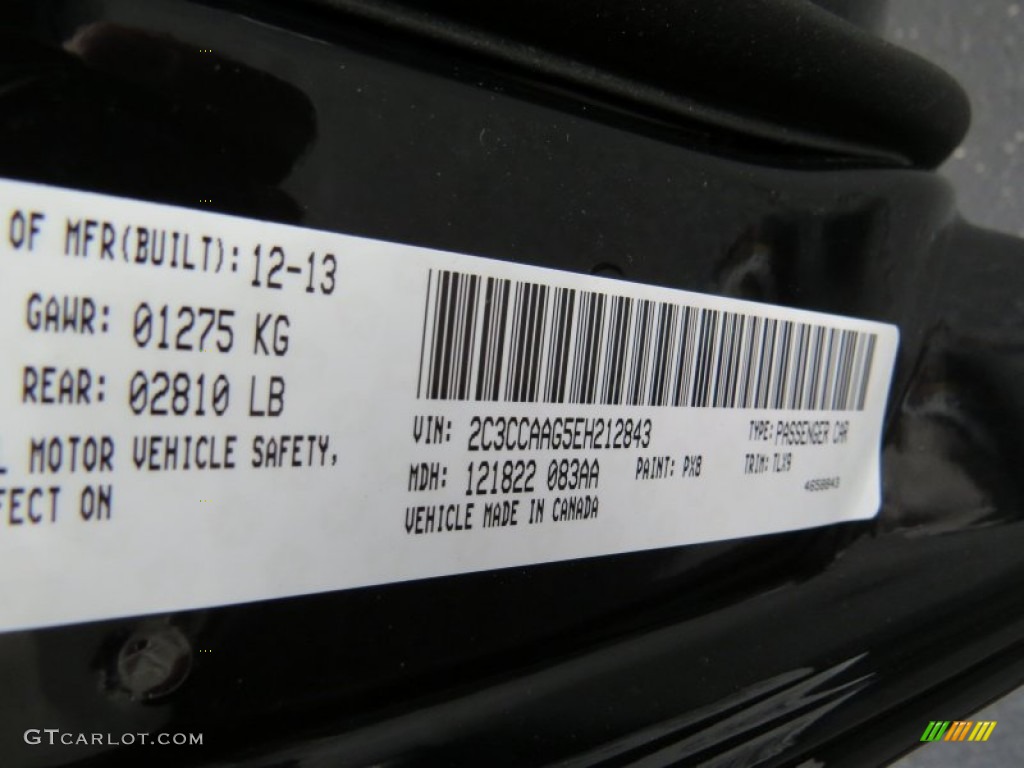 OF MFR(BUILT): 12-13
GAWR: 01275 KG
REAR: 02810 LB
L MOTOR VEHICLE SAFETY,
FECT ON
VIN: 2C3CCAAG5EH212843
TYPE: PASSENGER CAR
MDH: 121822 083AA
PAINT: PX8
TRIM: TLX9
VEHICLE MADE IN CANADA
4658843
GTCARLOT.COM